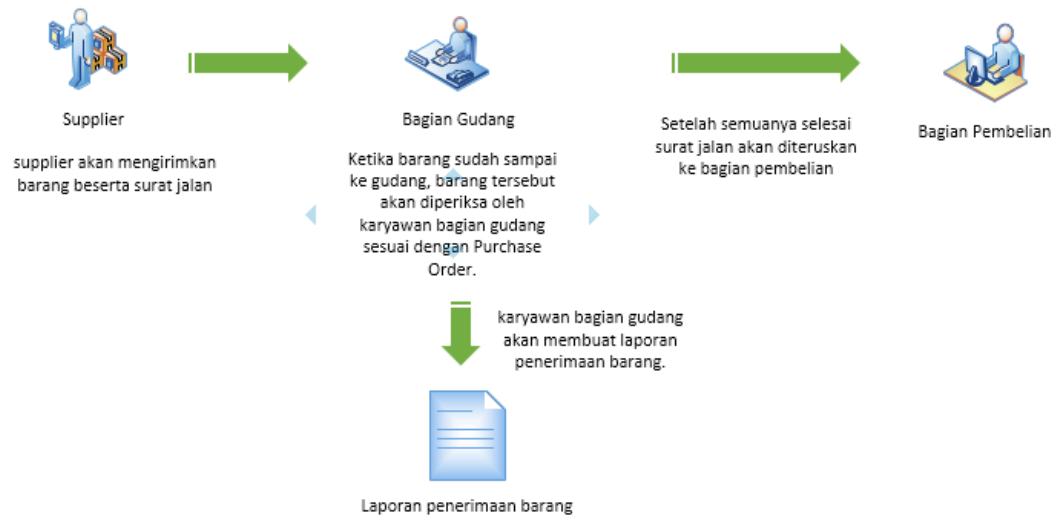 Supplier
supplier akan mengirimkan
barang beserta surat jalan
Bagian Gudang
Ketika barang sudah sampai
ke gudang, barang tersebut
akan diperiksa oleh
karyawan bagian gudang
sesuai dengan Purchase
Order.
Setelah semuanya selesai
surat jalan akan diteruskan
ke bagian pembelian
Bagian Pembelian
karyawan bagian gudang
akan membuat laporan
penerimaan barang.
Laporan penerimaan barang